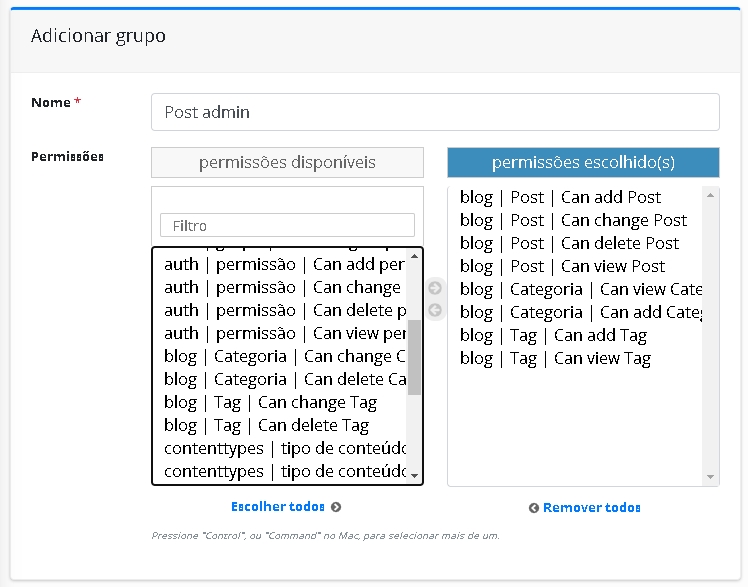 Adicionar grupo
Nome *
Post admin
Permissões
permissões disponíveis
Filtro
auth | permissão | Can add per
auth | permissão | Can change
auth | permissão | Can delete p
auth | permissão | Can view per
blog | Categoria | Can change C
blog | Categoria | Can delete Ca
blog | Tag | Can change Tag
blog | Tag | Can delete Tag
contenttypes | tipo de conteúdo
contenttypes | tipo de conteúdo
Escolher todos
permissões escolhido(s)
blog | Post | Can add Post
blog | Post | Can change Post
blog | Post | Can delete Post
blog | Post | Can view Post
blog | Categoria | Can view Cate
blog | Categoria | Can add Categ
blog | Tag | Can add Tag
blog | Tag | Can view Tag
Remover todos
Pressione "Control", ou "Command" no Mac, para selecionar mais de um.